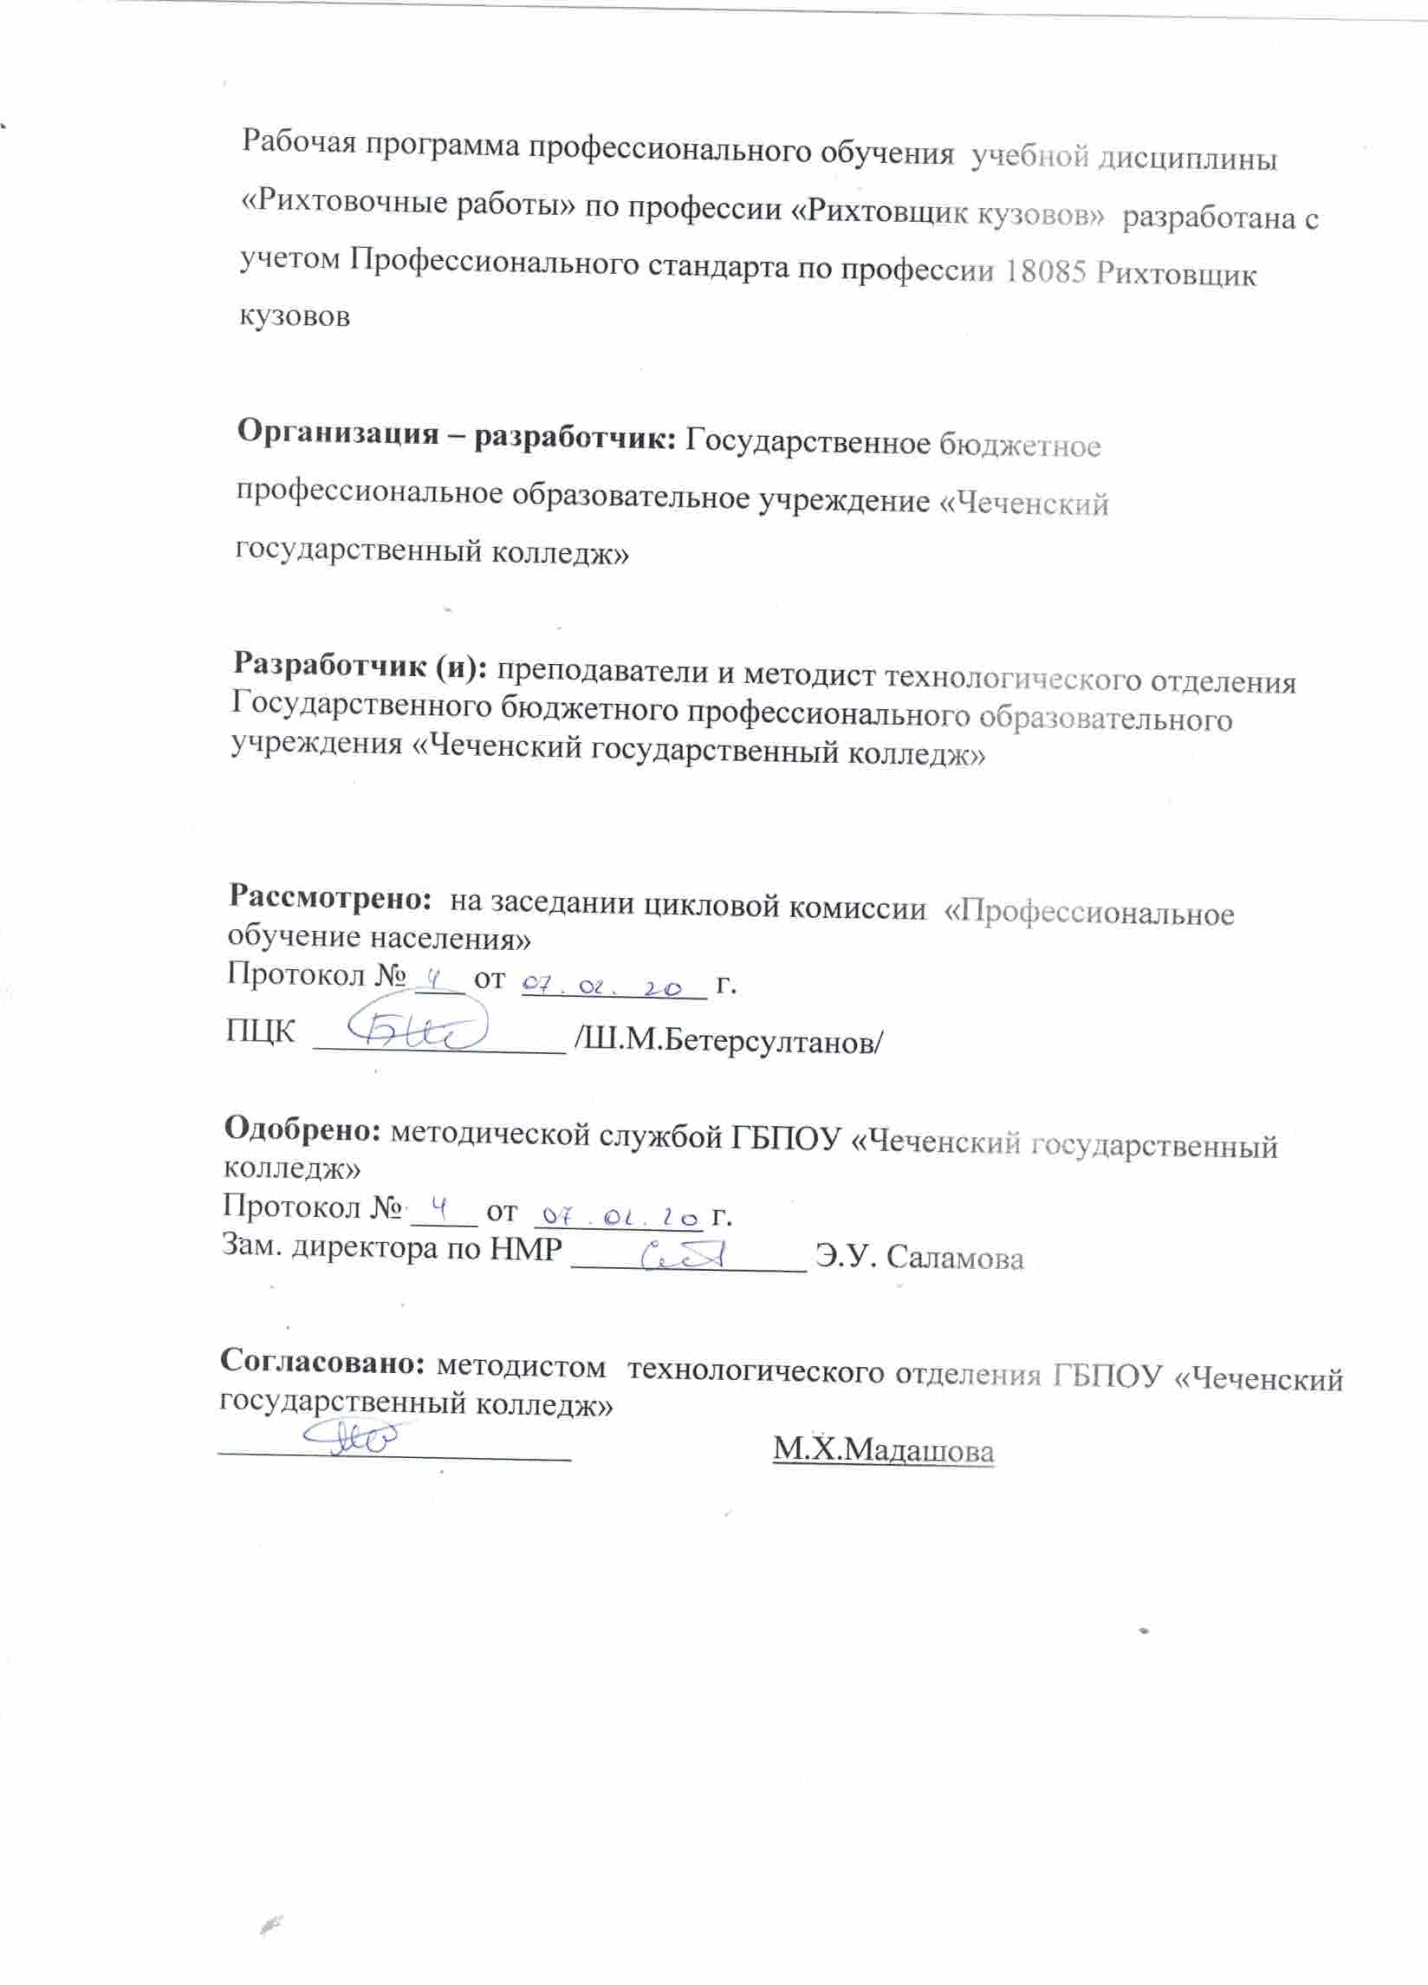 Рабочая программа профессионального обучения учебной дисциплины
«Рихтовочные работы» по профессии «Рихтовщик кузовов» разработана с
учетом Профессионального стандарта по профессии 18085 Рихтовщик
кузовов
Организация – разработчик: Государственное бюджетное
профессиональное образовательное учреждение «Чеченский
государственный колледж»
Разработчик (и): преподаватели и методист технологического отделения
Государственного бюджетного профессионального образовательного
учреждения «Чеченский государственный колледж»
Рассмотрено: на заседании цикловой комиссии «Профессиональное
обучение населения»
Протокол № 4 от 07. 02. 20 г.
ПЦК /Ш.М.Бетерсултанов/
Одобрено: методической службой ГБПОУ «Чеченский государственный
колледж»
Протокол № 4 от 07.02.20 г.
Зам. директора по НМР Э.У. Саламова
Согласовано: методистом технологического отделения ГБПОУ «Чеченский
государственный колледж»
М.Х.Мадашова